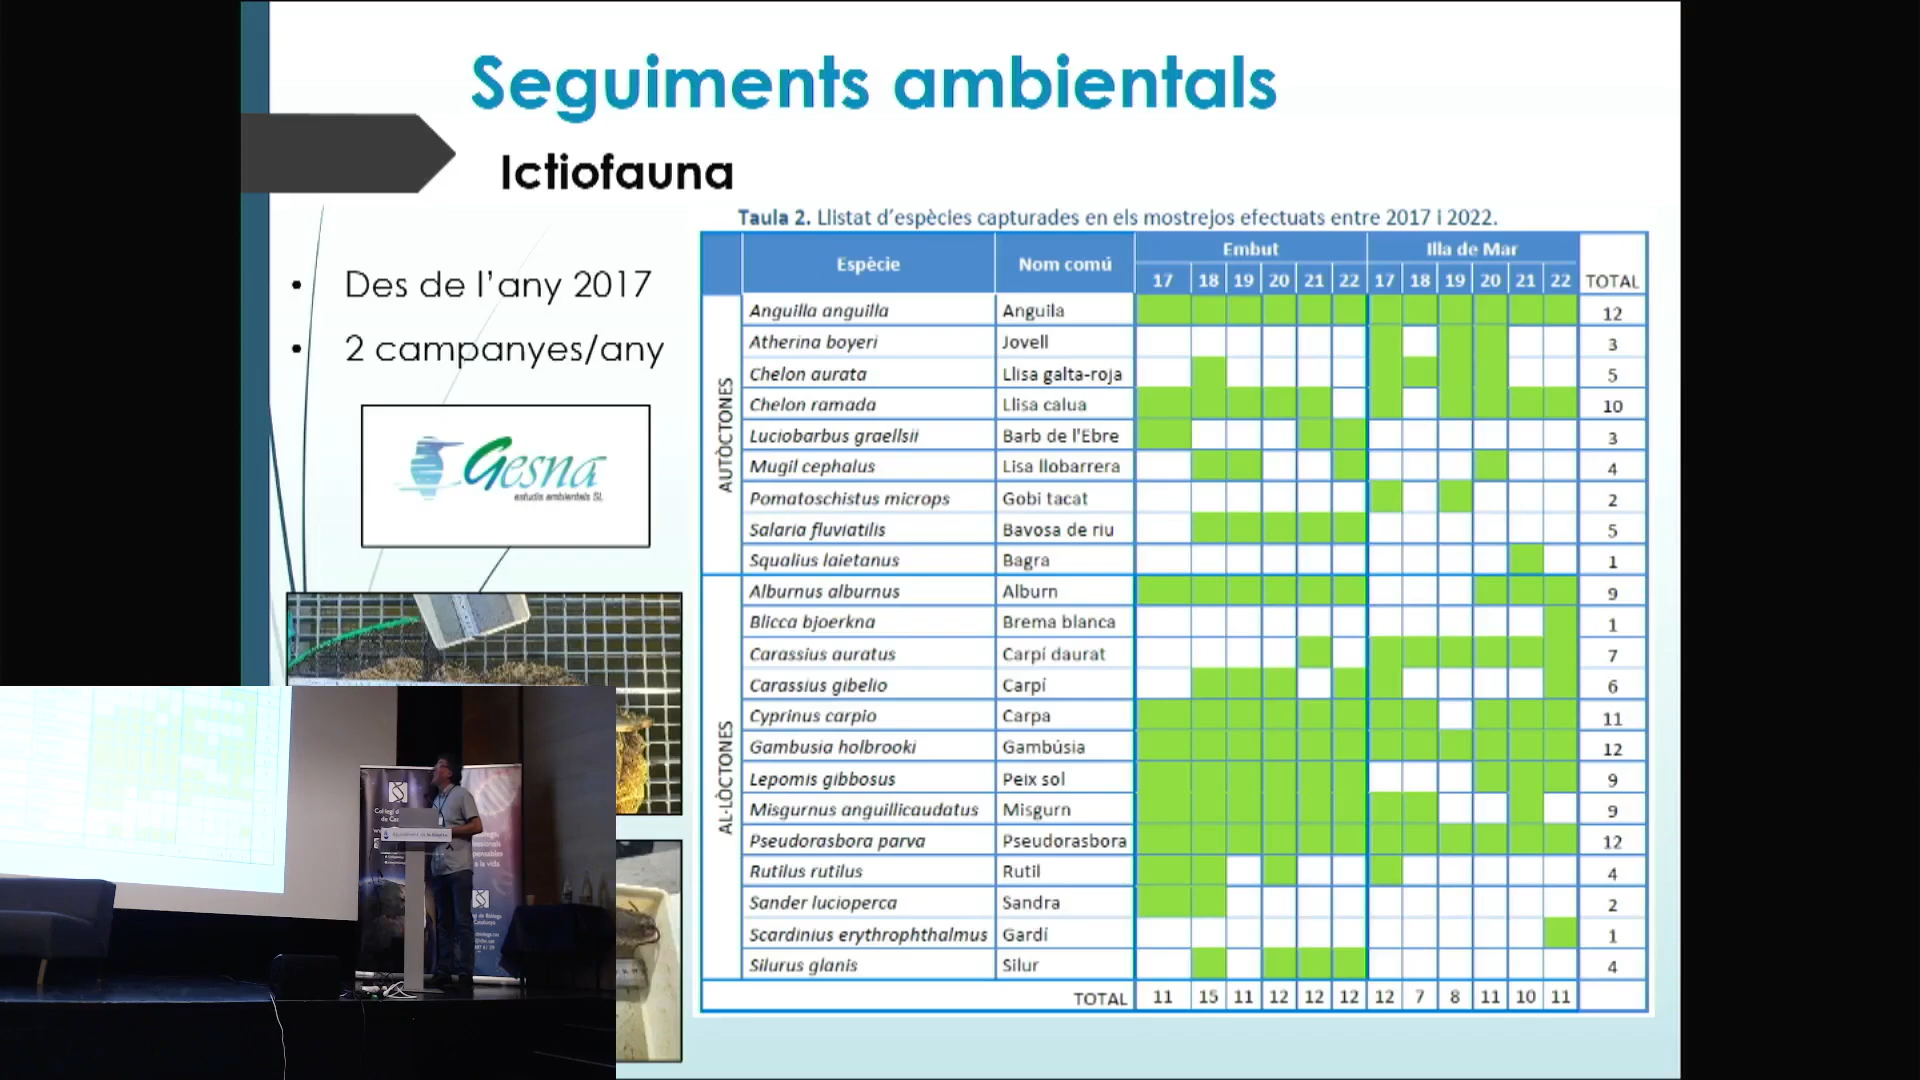 Seguiments ambientals
Ictiofauna
• Des de l'any 2017
• 2 campanyes/any
Gesna
estudis ambientals SL
Taula 2. Llistat d'espècies capturades en els mostrejos efectuats entre 2017 i 2022.
Espècie Nom comú Embut Illa de Mar
17 18 19 20 21 22 17 18 19 20 21 22 TOTAL
AUTÒCTONES
Anguilla anguilla Anguila 12
Atherina boyeri Jovell 3
Chelon aurata Llisa galta-roja 5
Chelon ramada Llisa calua 10
Luciobarbus graellsii Barb de l'Ebre 3
Mugil cephalus Lisa llobarrera 4
Pomatoschistus microps Gobi tacat 2
Salaria fluviatilis Bavosa de riu 5
Squalius laietanus Bagra 1
AL·LÒCTONES
Alburnus alburnus Alburn 9
Blicca bjoerkna Brema blanca 1
Carassius auratus Carpí daurat 7
Carassius gibelio Carpí 6
Cyprinus carpio Carpa 11
Gambusia holbrooki Gambúsia 12
Lepomis gibbosus Peix sol 9
Misgurnus anguillicaudatus Misgurn 9
Pseudorasbora parva Pseudorasbora 12
Rutilus rutilus Rutil 4
Sander lucioperca Sandra 2
Scardinius erythrophthalmus Gardí 1
Silurus glanis Silur 4
TOTAL 11 15 11 12 12 12 12 7 8 11 10 11